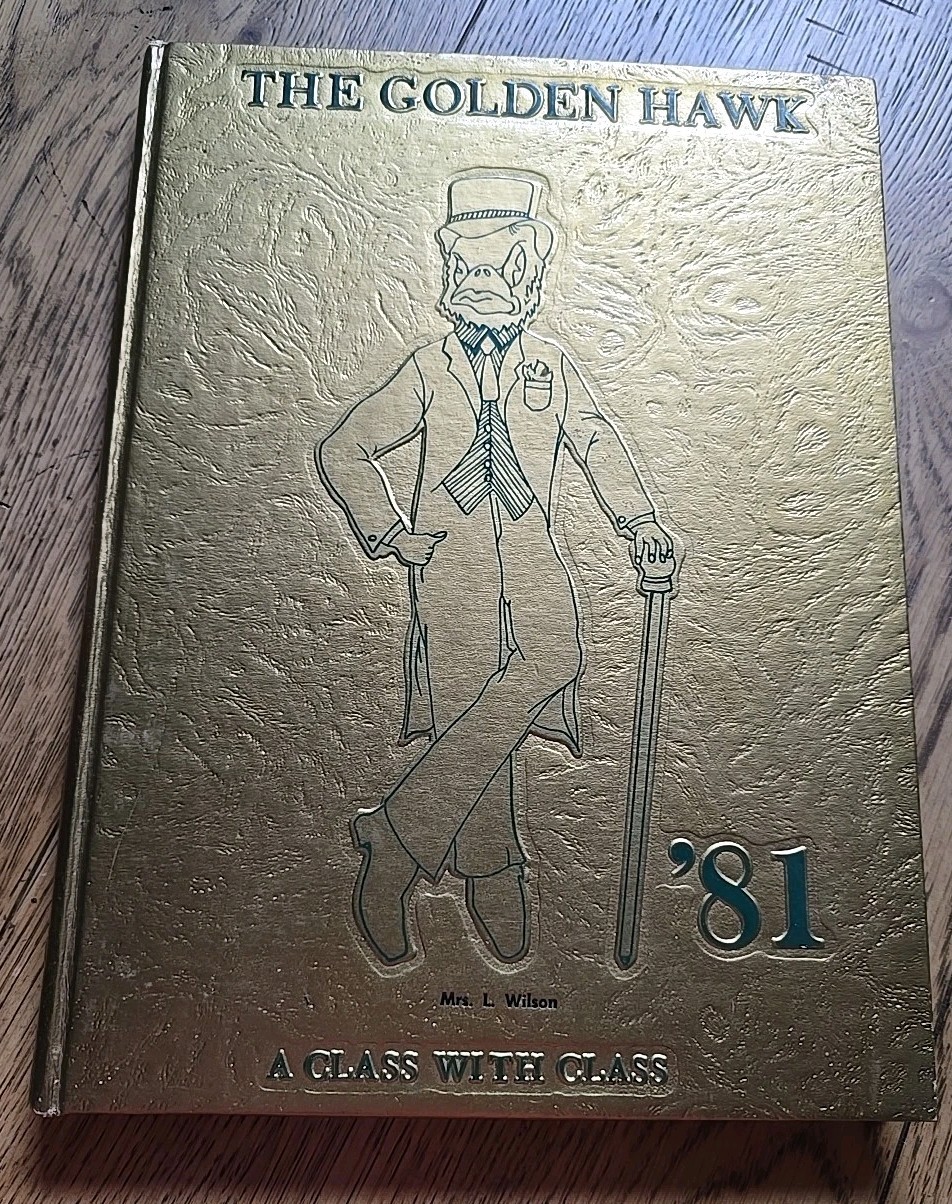 THE GOLDEN HAWK
'81
Mrs. L. Wilson
A CLASS WITH CLASS